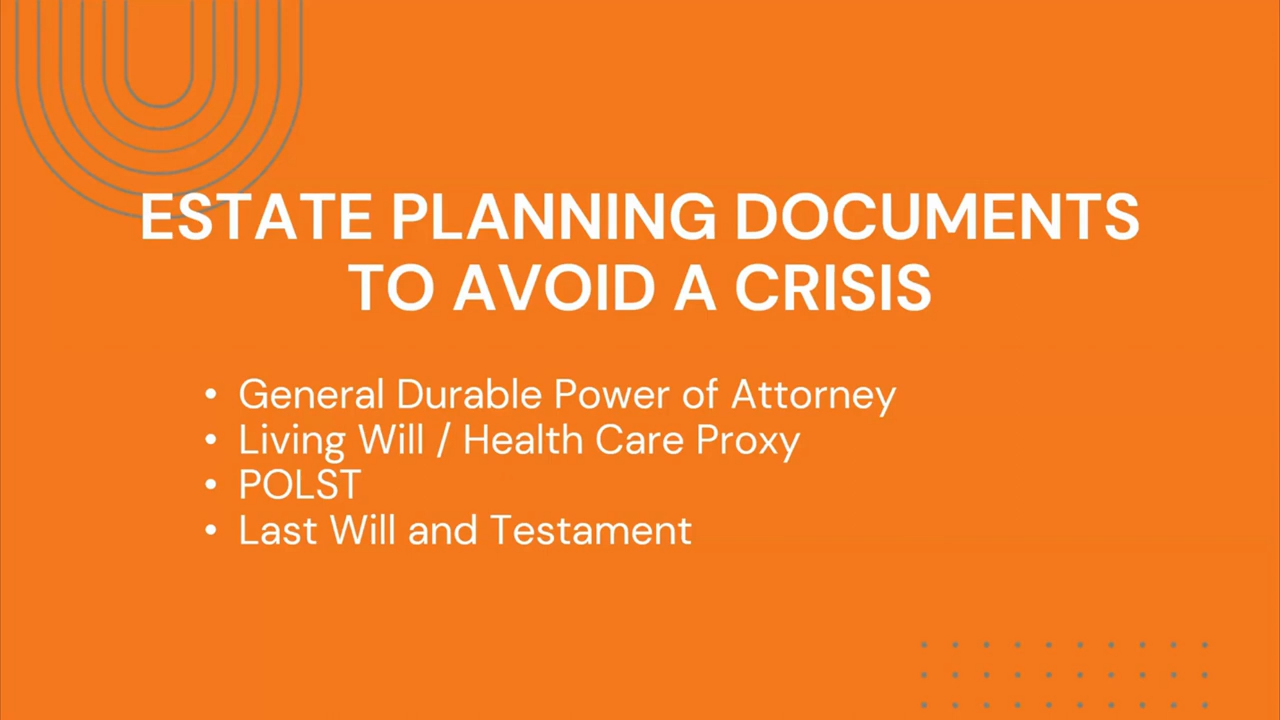 ESTATE PLANNING DOCUMENTS
TO AVOID A CRISIS
• General Durable Power of Attorney
• Living Will / Health Care Proxy
• POLST
• Last Will and Testament